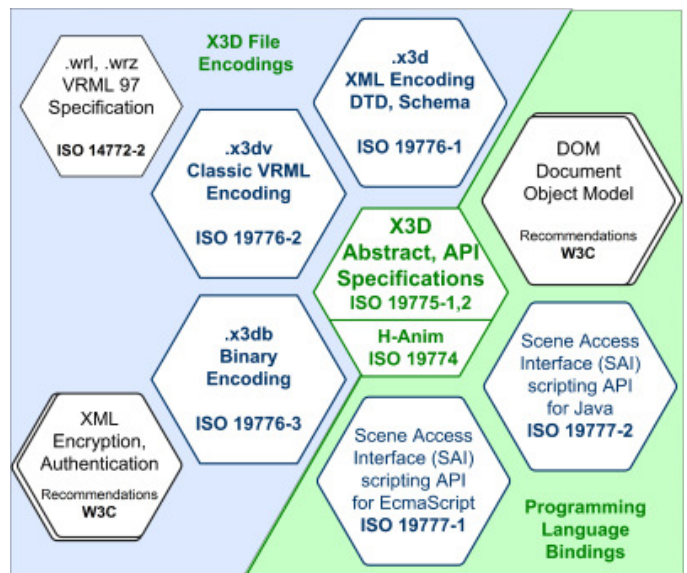 X3D File
Encodings
.wrl, .wrz
VRML 97
Specification
ISO 14772-2
.x3d
XML Encoding
DTD, Schema
ISO 19776-1
.x3dv
Classic VRML
Encoding
ISO 19776-2
DOM
Document
Object Model
Recommendations
W3C
X3D
Abstract, API
Specifications
ISO 19775-1,2
H-Anim
ISO 19774
.x3db
Binary
Encoding
ISO 19776-3
Scene Access
Interface (SAI)
scripting API
for Java
ISO 19777-2
XML
Encryption,
Authentication
Recommendations
W3C
Scene Access
Interface (SAI)
scripting API
for EcmaScript
ISO 19777-1
Programming
Language
Bindings